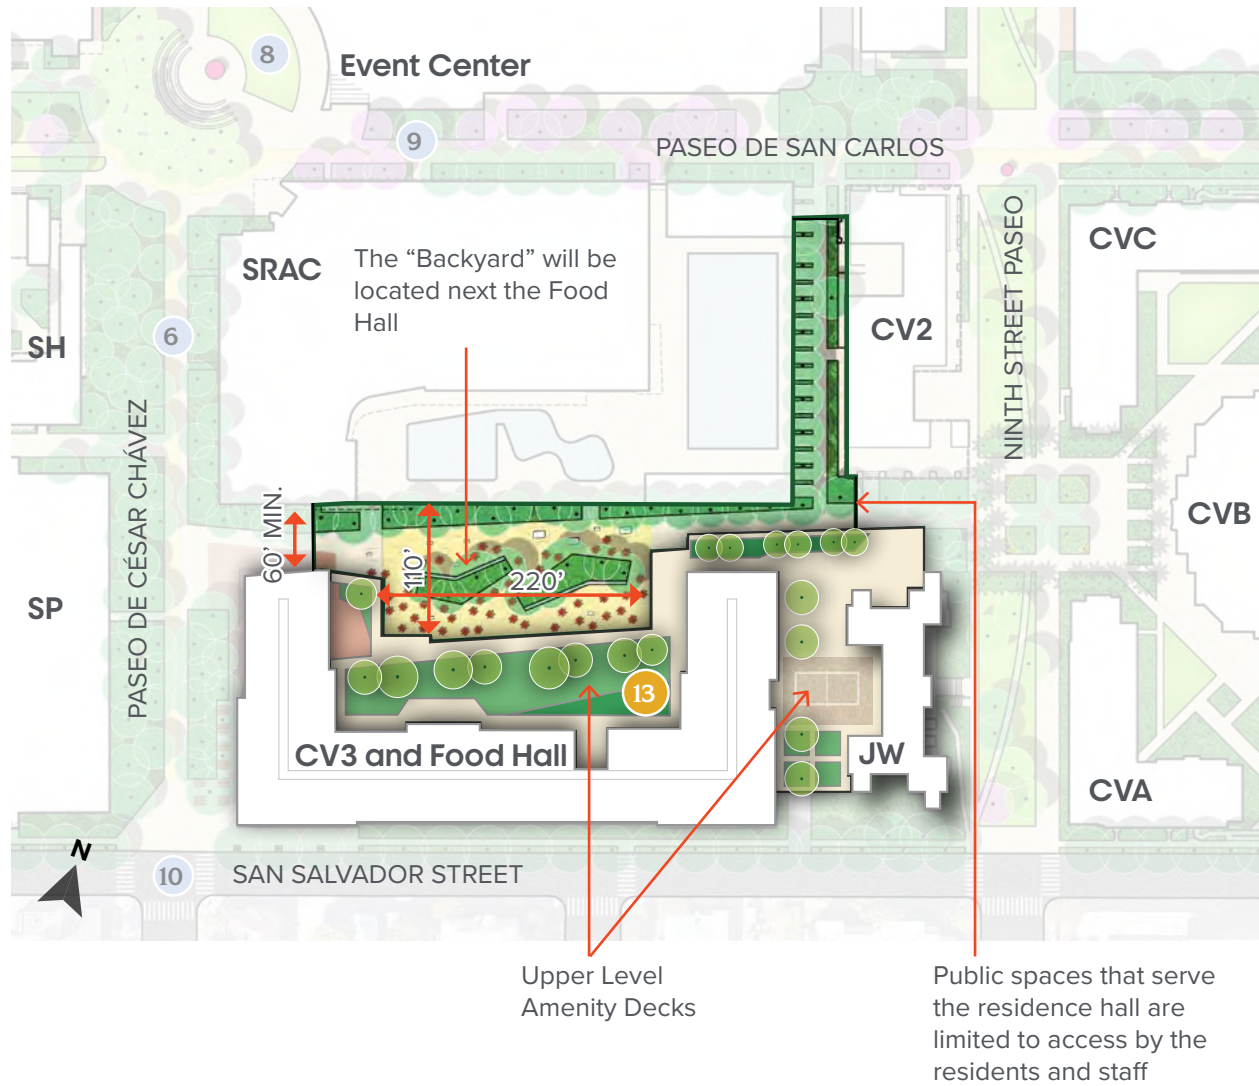 8
Event Center
9
PASEO DE SAN CARLOS
SRAC
The “Backyard” will be
located next the Food
Hall
CVC
NINTH STREET PASEO
6
SH
CV2
PASEO DE CÉSAR CHÁVEZ
60’ MIN.
110’
220’
CVB
SP
13
CV3 and Food Hall
JW
CVA
N
10
SAN SALVADOR STREET
Upper Level
Amenity Decks
Public spaces that serve
the residence hall are
limited to access by the
residents and staff